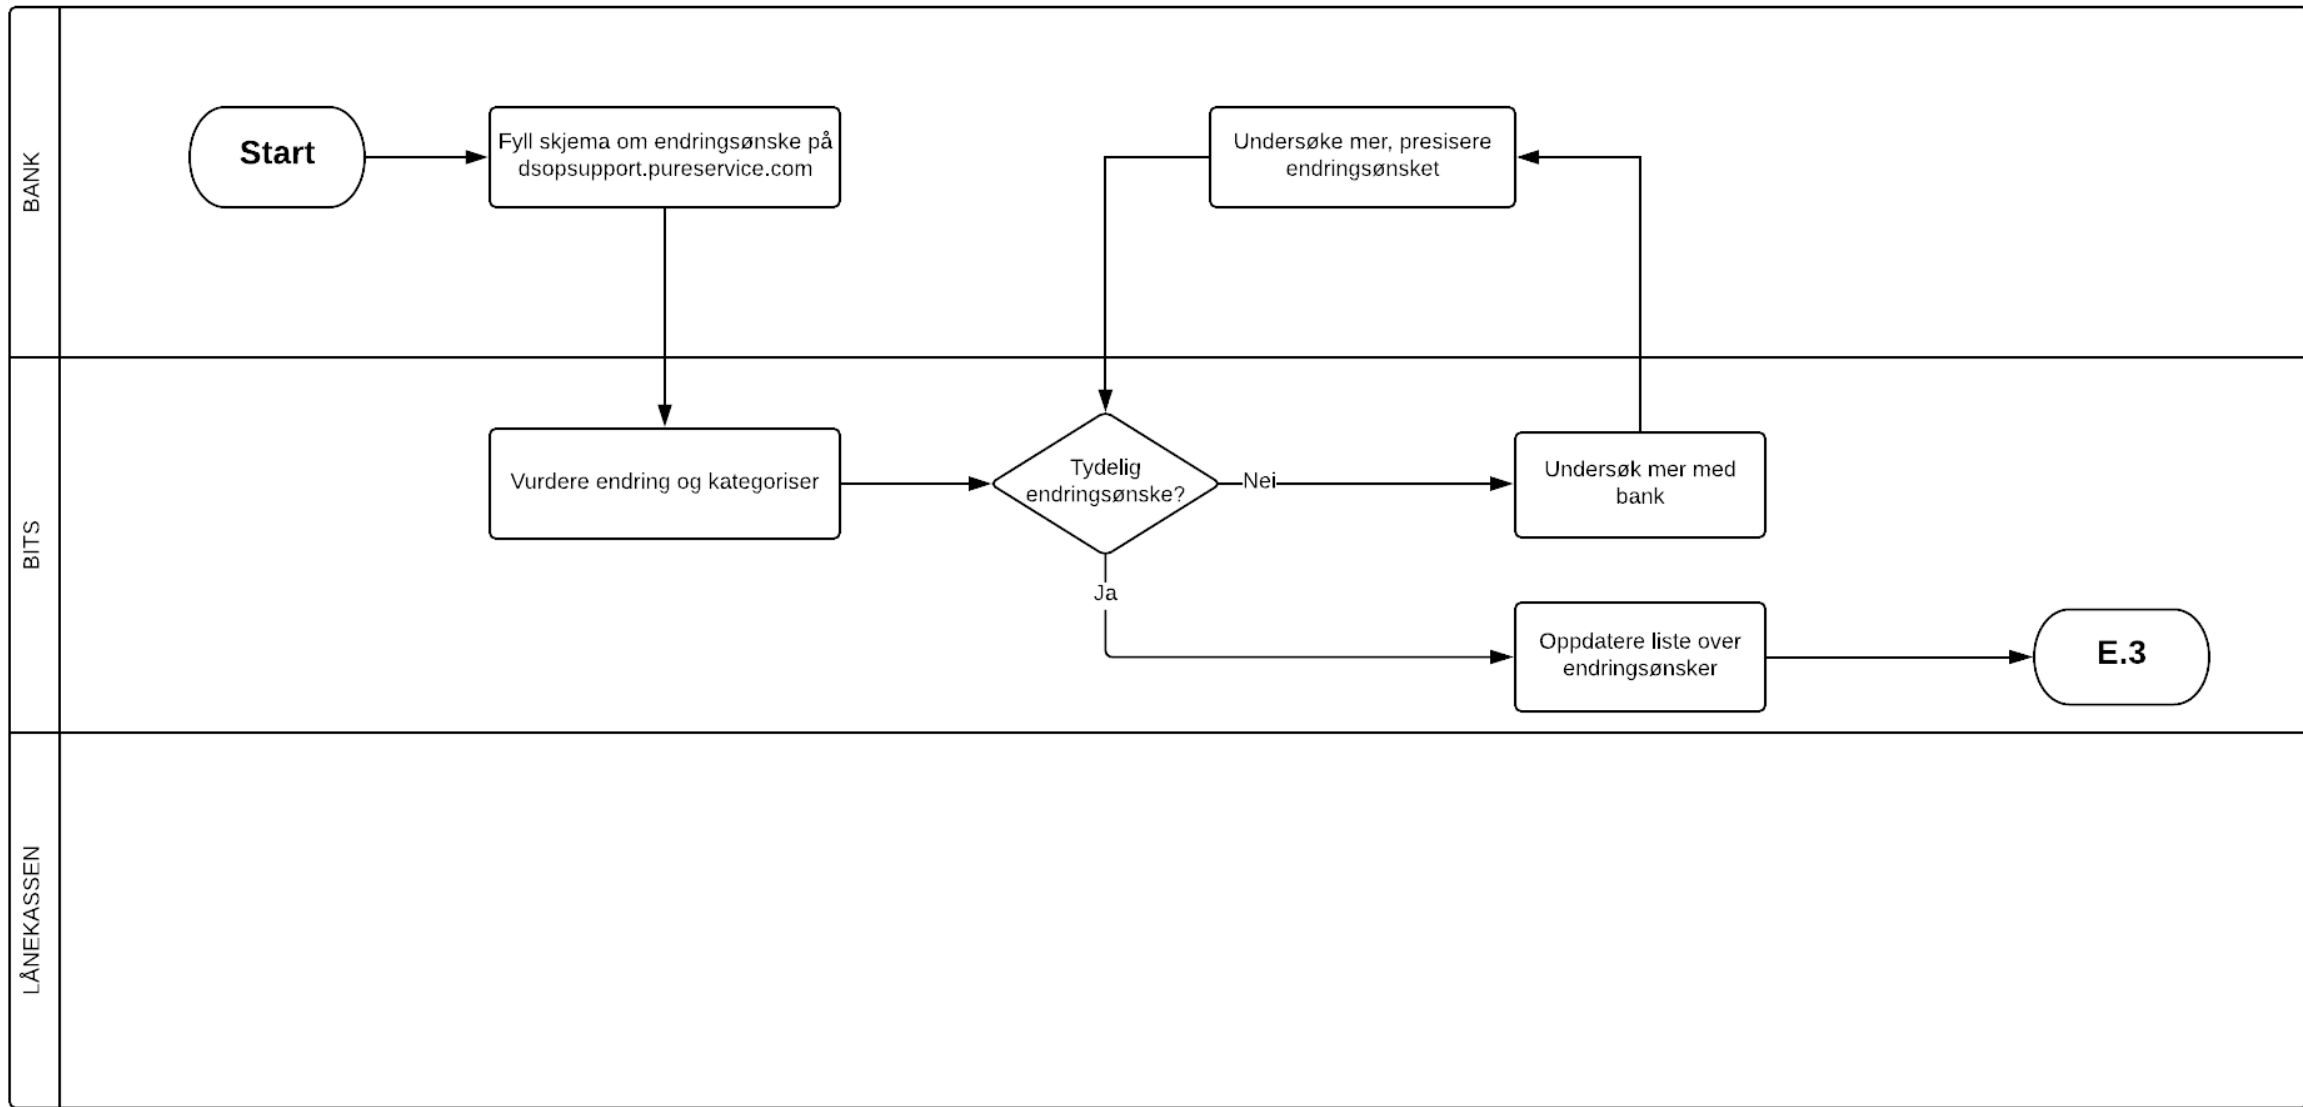 BANK
Start
Fyll skjema om endringsønske på
dsopsupport.pureservice.com
Undersøke mer, presisere
endringsønsket
BITS
Vurdere endring og kategoriser
Tydelig
endringsønske?
Nei
Undersøk mer med
bank
Ja
Oppdatere liste over
endringsønsker
E.3
LÅNEKASSEN